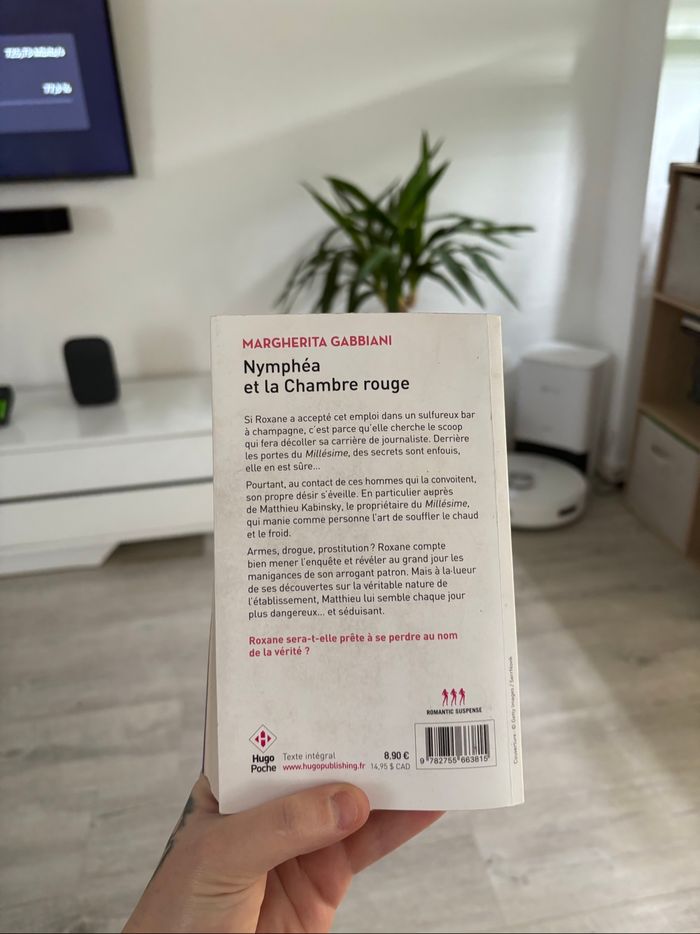 MARGHERITA GABBIANI
Nymphéa
et la Chambre rouge
Si Roxane a accepté cet emploi dans un sulfureux bar
à champagne, c'est parce qu'elle cherche le scoop
qui fera décoller sa carrière de journaliste. Derrière
les portes du Millésime, des secrets sont enfouis,
elle en est sûre...
Pourtant, au contact de ces hommes qui la convoitent,
son propre désir s'éveille. En particulier auprès
de Matthieu Kabinsky, le propriétaire du Millésime,
qui manie comme personne l'art de souffler le chaud
et le froid.
Armes, drogue, prostitution ? Roxane compte
bien mener l'enquête et révéler au grand jour les
manigances de son arrogant patron. Mais à la lueur
de ses découvertes sur la véritable nature de
l'établissement, Matthieu lui semble chaque jour
plus dangereux... et séduisant.
Roxane sera-t-elle prête à se perdre au nom
de la vérité ?
ROMANTIC SUSPENSE
Hugo
Poche
Texte intégral
www.hugopublishing.fr
8,90 €
14,95 $ CAD
9 782755 663815
Couverture : © Getty Images /